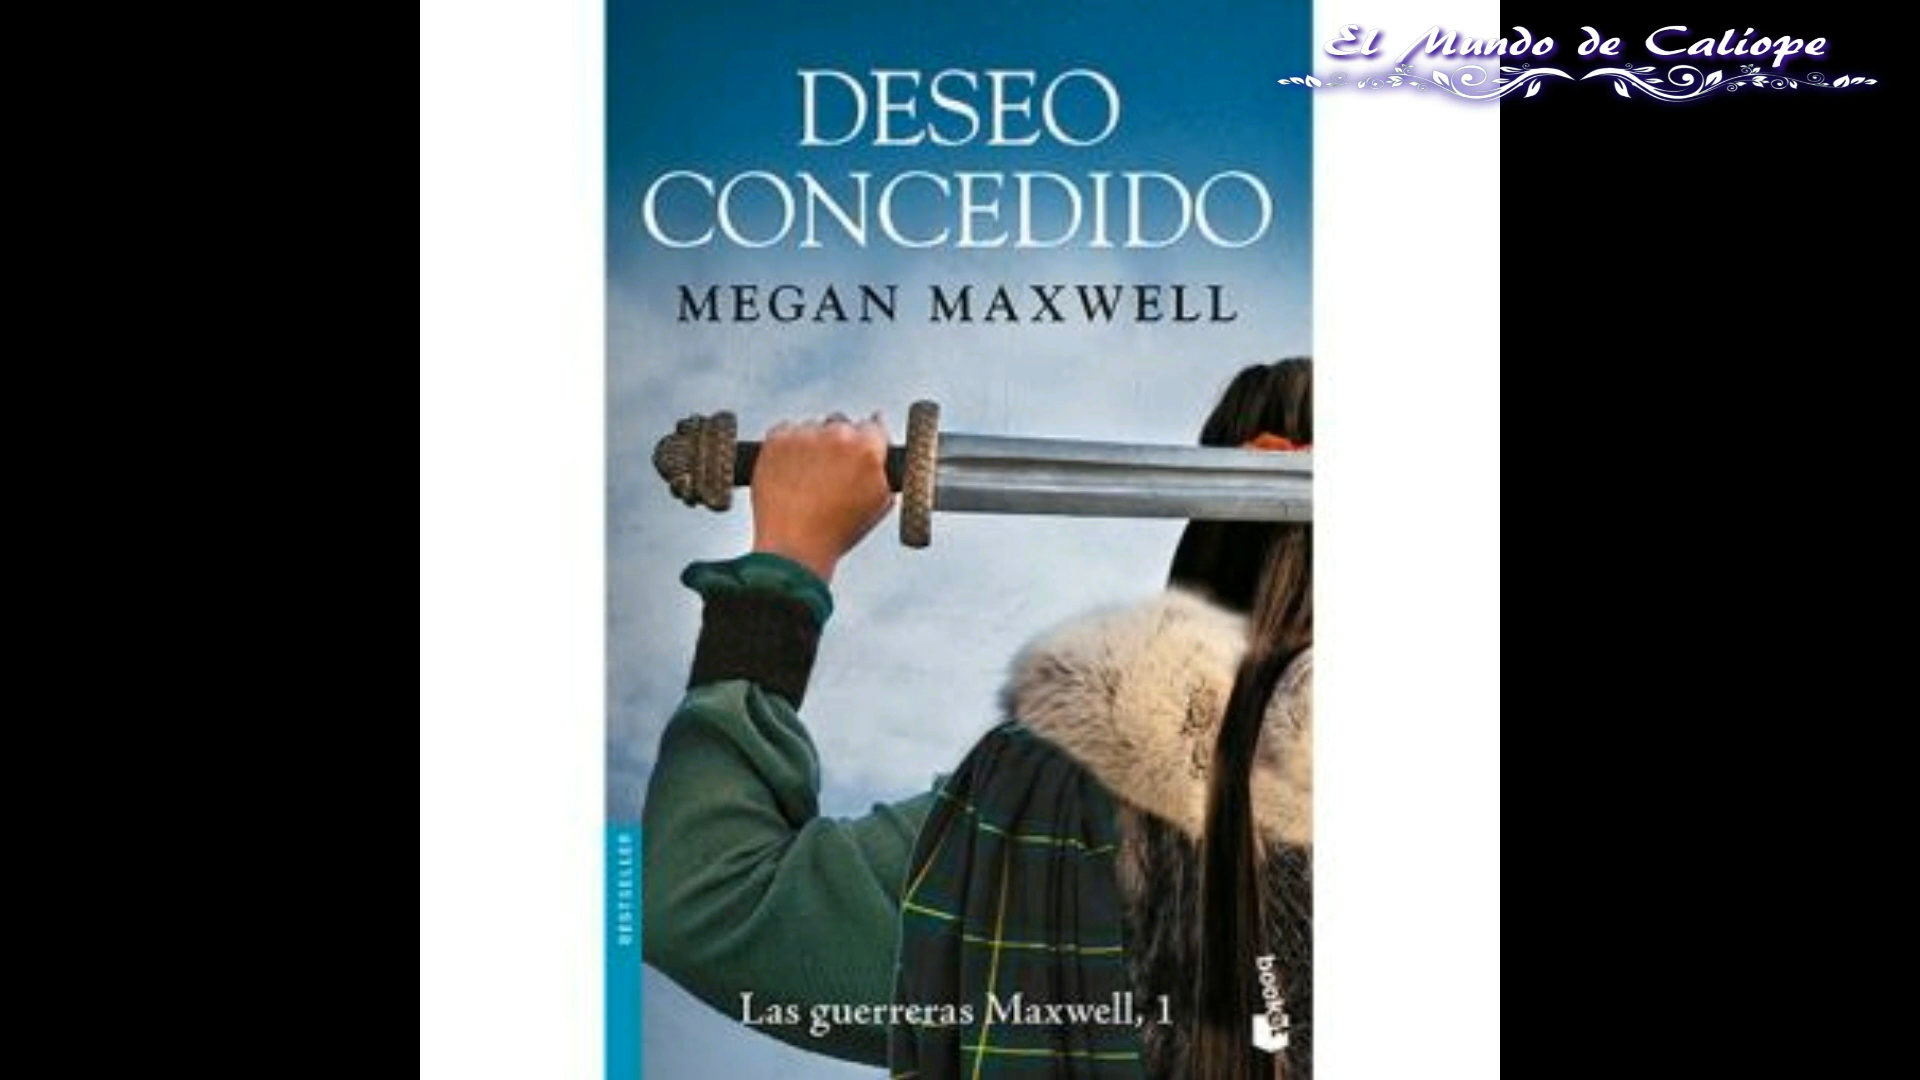 El Mundo de Calíope
DESEO
CONCEDIDO
MEGAN MAXWELL
BESTSELLER
Las guerreras Maxwell, 1
booket